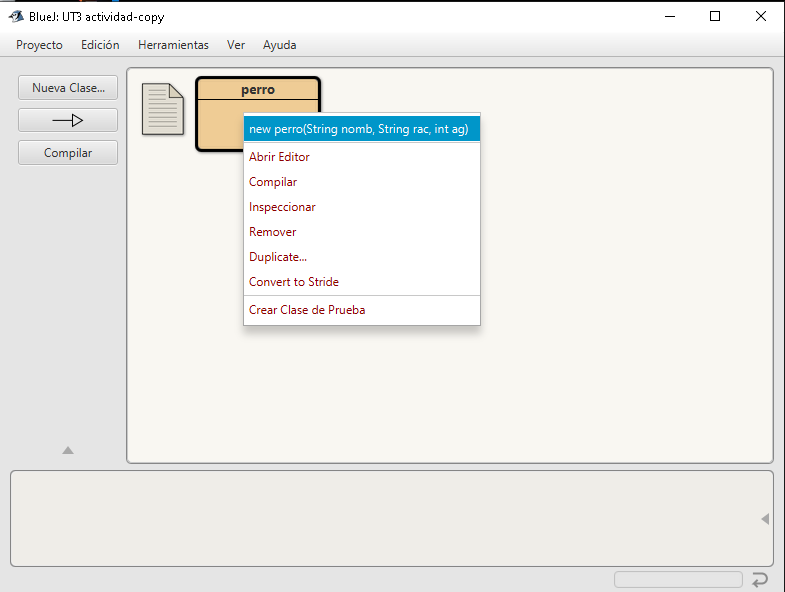 BlueJ: UT3 actividad-copy
Proyecto Edición Herramientas Ver Ayuda
Nueva Clase...
Compilar
perro
new perro(String nomb, String rac, int ag)
Abrir Editor
Compilar
Inspeccionar
Remover
Duplicate...
Convert to Stride
Crear Clase de Prueba